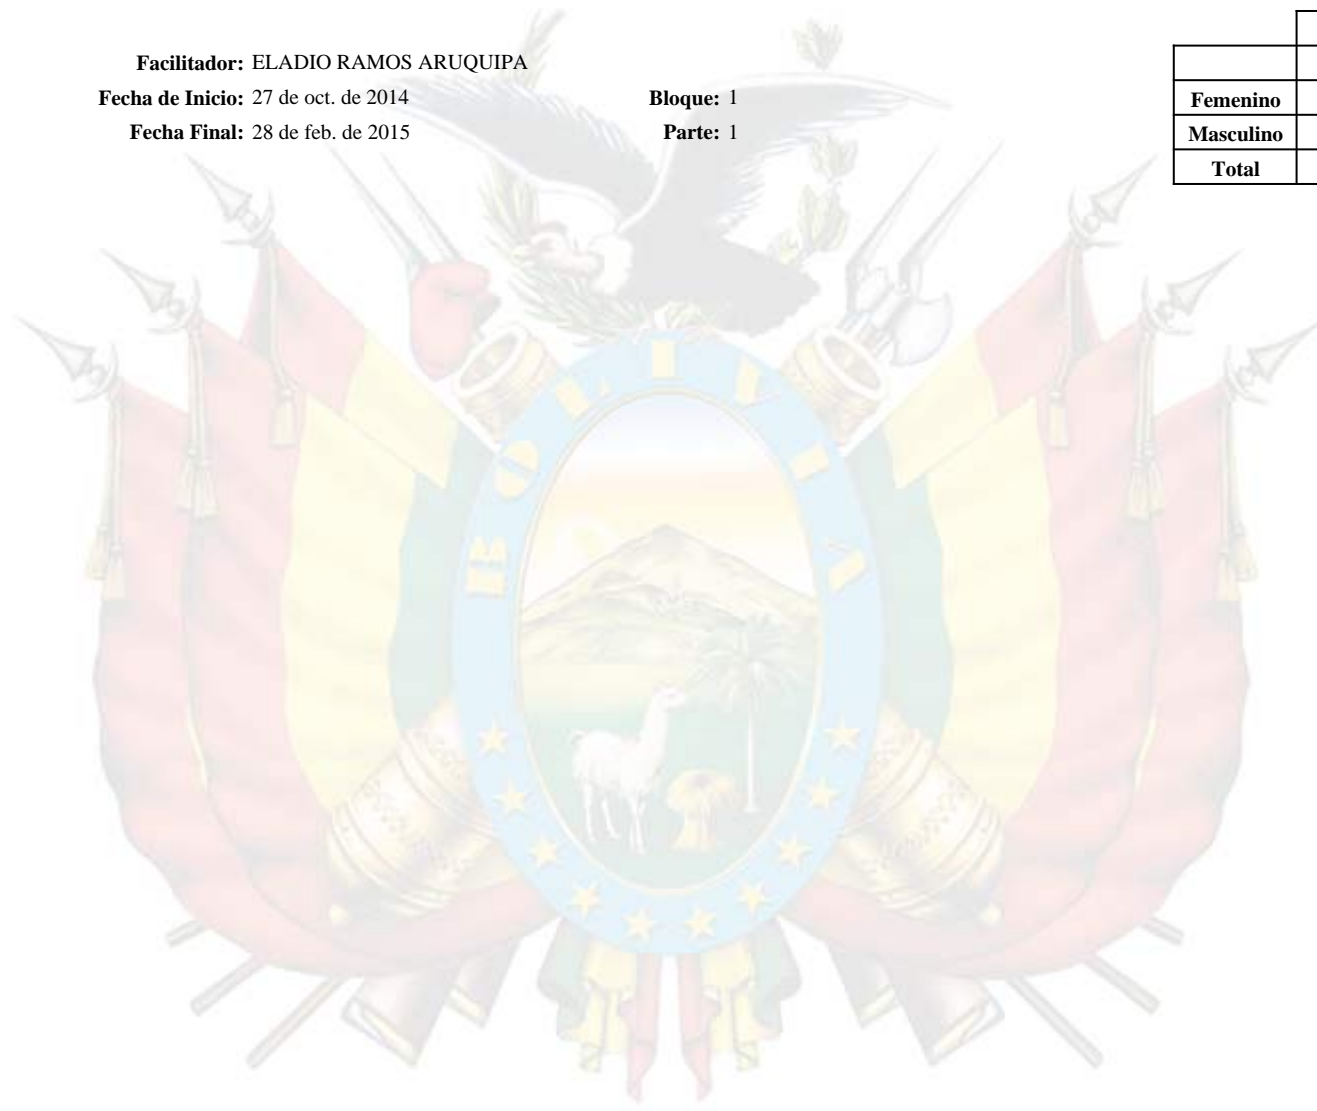 Facilitador: ELADIO RAMOS ARUQUIPA
Fecha de Inicio: 27 de oct. de 2014 Bloque: 1
Fecha Final: 28 de feb. de 2015 Parte: 1
Femenino
Masculino
Total
BOLIVIA